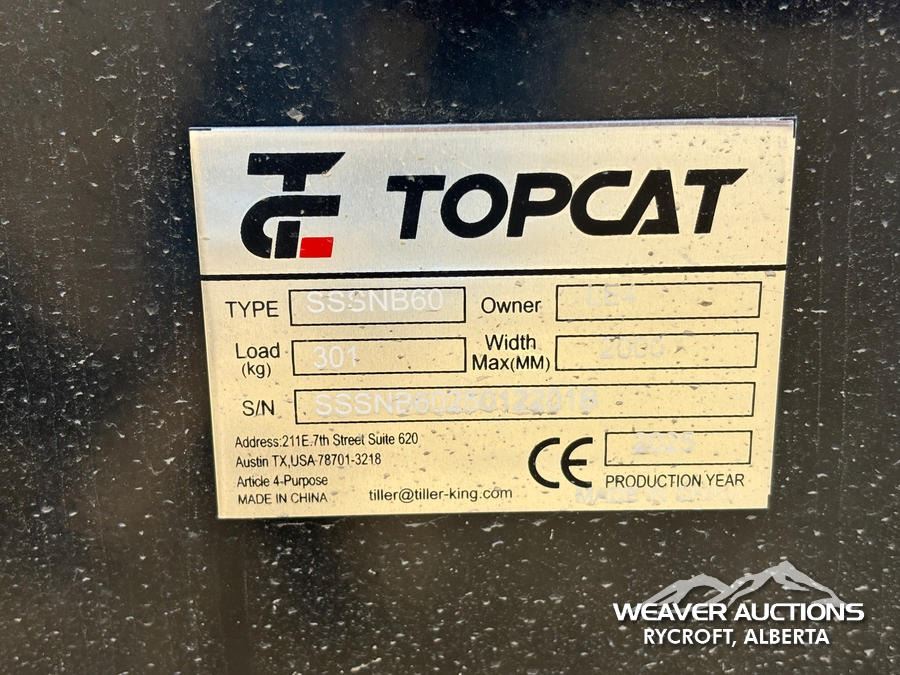 TOPCAT
TYPE SSSNB60 Owner LE4
Load (kg) 301 Width Max(MM)
S/N
Address:211E.7th Street Suite 620
Austin TX,USA 78701-3218
Article 4-Purpose
MADE IN CHINA
tiller@tiller-king.com
CE
PRODUCTION YEAR
WEAVER AUCTIONS
RYCROFT, ALBERTA